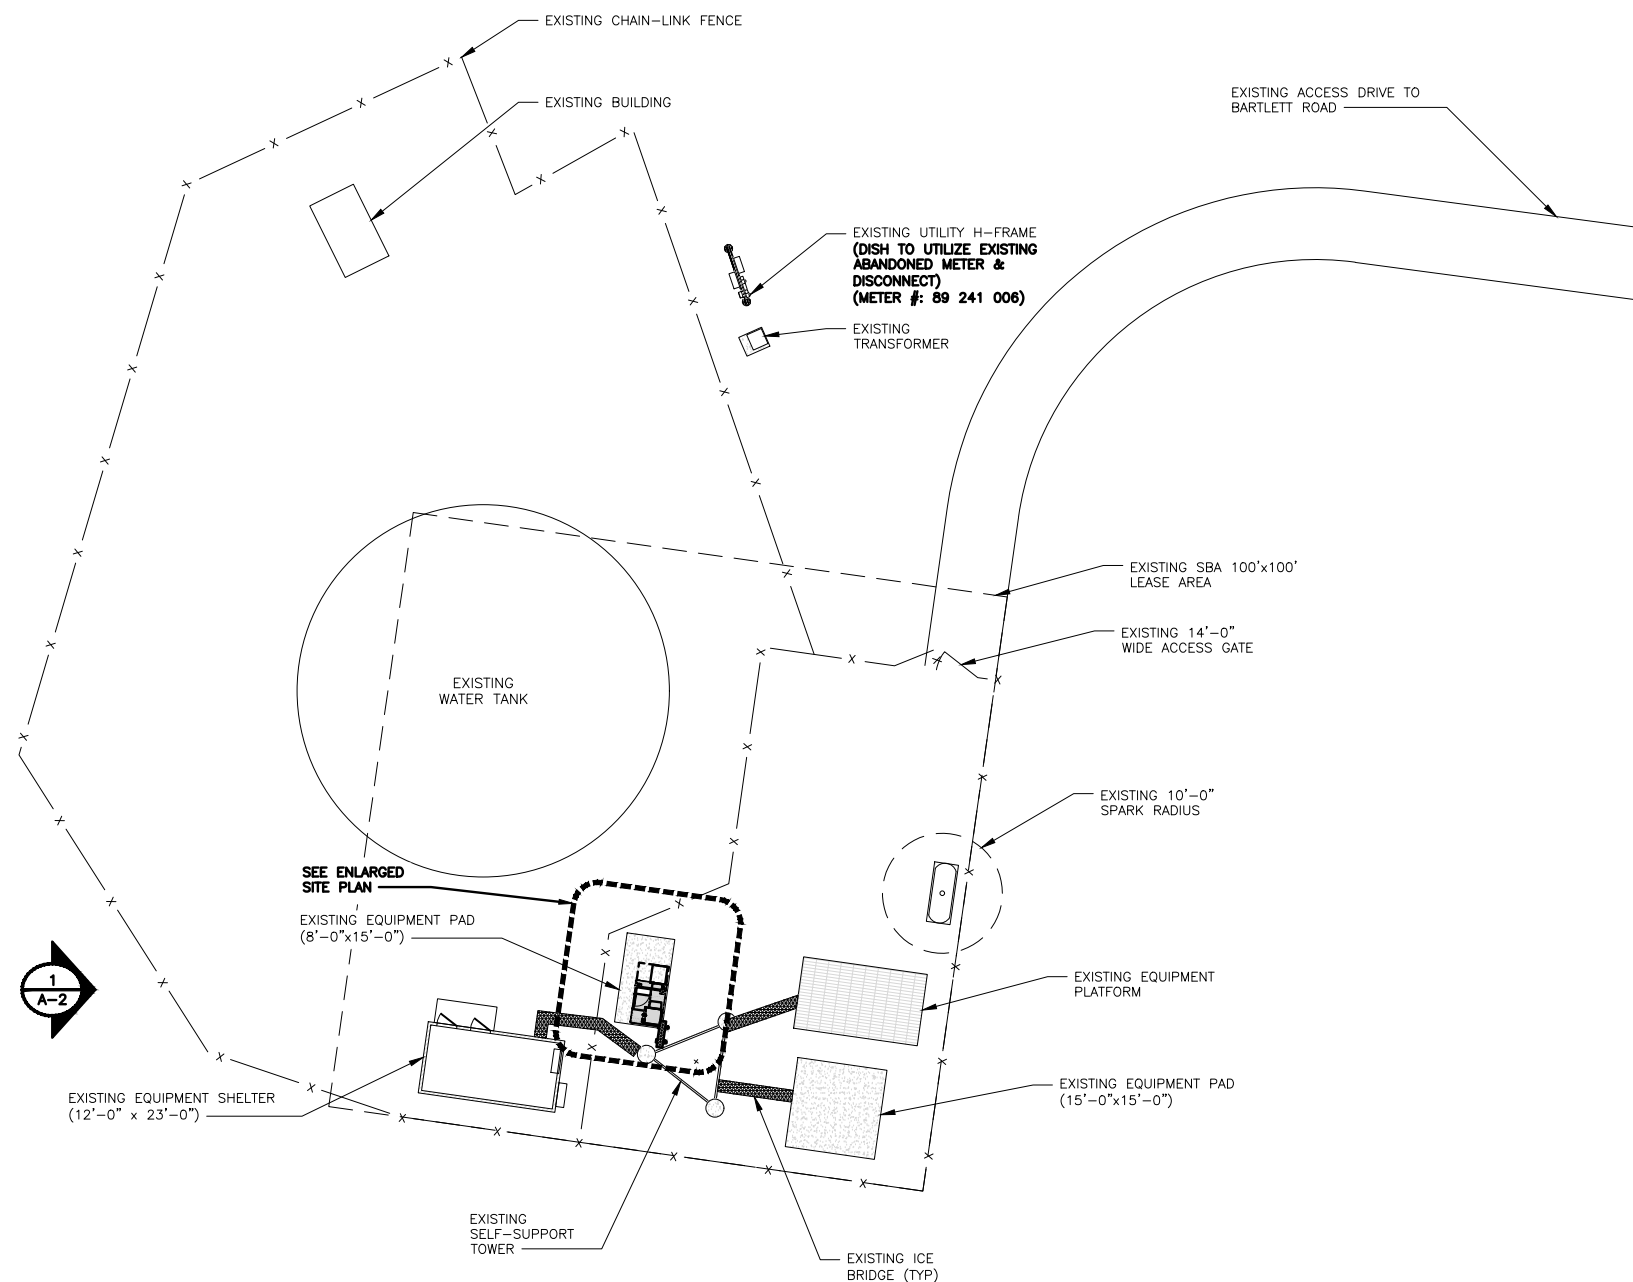 EXISTING CHAIN-LINK FENCE
EXISTING BUILDING
EXISTING ACCESS DRIVE TO
BARTLETT ROAD
EXISTING UTILITY H-FRAME
(DISH TO UTILIZE EXISTING
ABANDONED METER &
DISCONNECT)
(METER #: 89 241 006)
EXISTING
TRANSFORMER
EXISTING SBA 100'x100'
LEASE AREA
EXISTING 14'-0"
WIDE ACCESS GATE
EXISTING
WATER TANK
EXISTING 10'-0"
SPARK RADIUS
SEE ENLARGED
SITE PLAN
EXISTING EQUIPMENT PAD
(8'-0"x15'-0")
1
A-2
EXISTING EQUIPMENT
PLATFORM
EXISTING EQUIPMENT SHELTER
(12'-0" x 23'-0")
EXISTING EQUIPMENT PAD
(15'-0"x15'-0")
EXISTING
SELF-SUPPORT
TOWER
EXISTING ICE
BRIDGE (TYP)